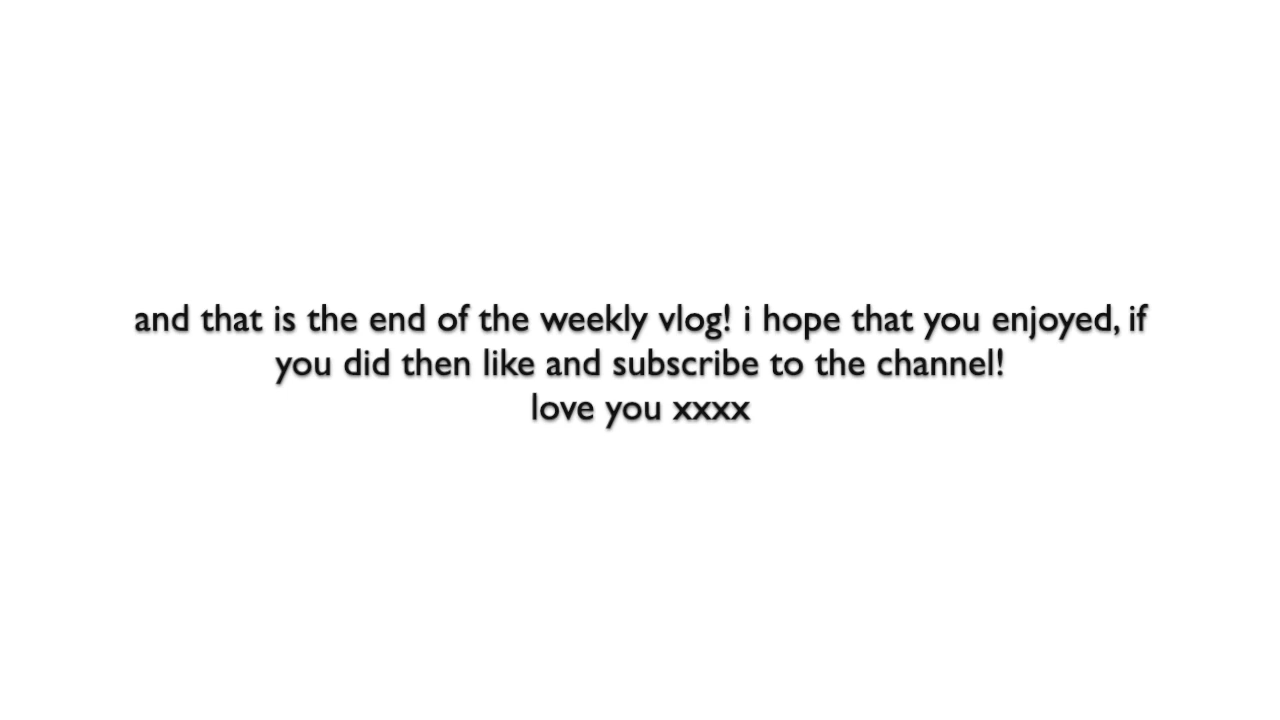 and that is the end of the weekly vlog! i hope that you enjoyed, if
you did then like and subscribe to the channel!
love you xxxx